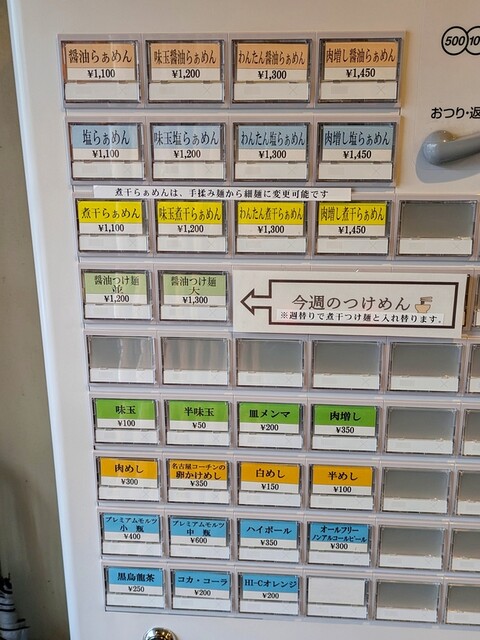 500 10
おつり・返
醤油らぁめん
¥1,100
味玉醤油らぁめん
¥1,200
わんたん醤油らぁめん
¥1,300
肉増し醤油らぁめん
¥1,450
塩らぁめん
¥1,100
味玉塩らぁめん
¥1,200
わんたん塩らぁめん
¥1,300
肉増し塩らぁめん
¥1,450
煮干らぁめんは、手揉み麺から細麺に変更可能です
煮干らぁめん
¥1,100
味玉煮干らぁめん
¥1,200
わんたん煮干らぁめん
¥1,300
肉増し煮干らぁめん
¥1,450
醤油つけ麺
並
¥1,200
醤油つけ麺
大
¥1,300
今週のつけめん
※週替りで煮干つけ麺と入れ替ります。
味玉
¥100
半味玉
¥50
皿メンマ
¥200
肉増し
¥350
肉めし
¥300
名古屋コーチンの
卵かけめし
¥350
白めし
¥150
半めし
¥100
プレミアムモルツ
小瓶
¥400
プレミアムモルツ
中瓶
¥600
ハイボール
¥350
オールフリー
ノンアルコールビール
¥300
黒烏龍茶
¥250
コカ・コーラ
¥200
HI-Cオレンジ
¥200